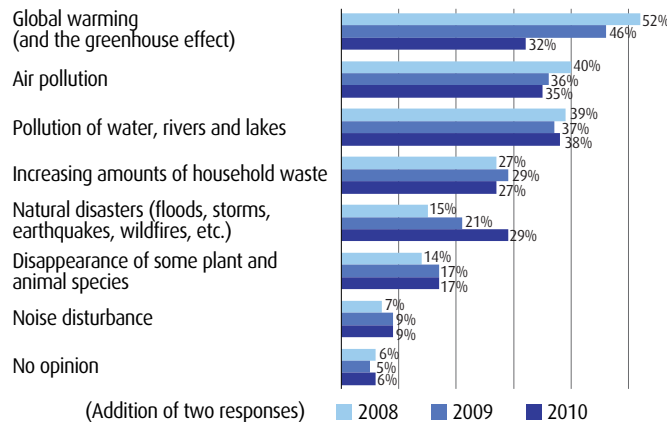 Global warming
(and the greenhouse effect)
52%
46%
32%
Air pollution
40%
36%
35%
Pollution of water, rivers and lakes
39%
37%
38%
Increasing amounts of household waste
27%
29%
27%
Natural disasters (floods, storms,
earthquakes, wildfires, etc.)
15%
21%
29%
Disappearance of some plant and
animal species
14%
17%
17%
Noise disturbance
7%
9%
9%
No opinion
6%
5%
6%
(Addition of two responses) 2008 2009 2010